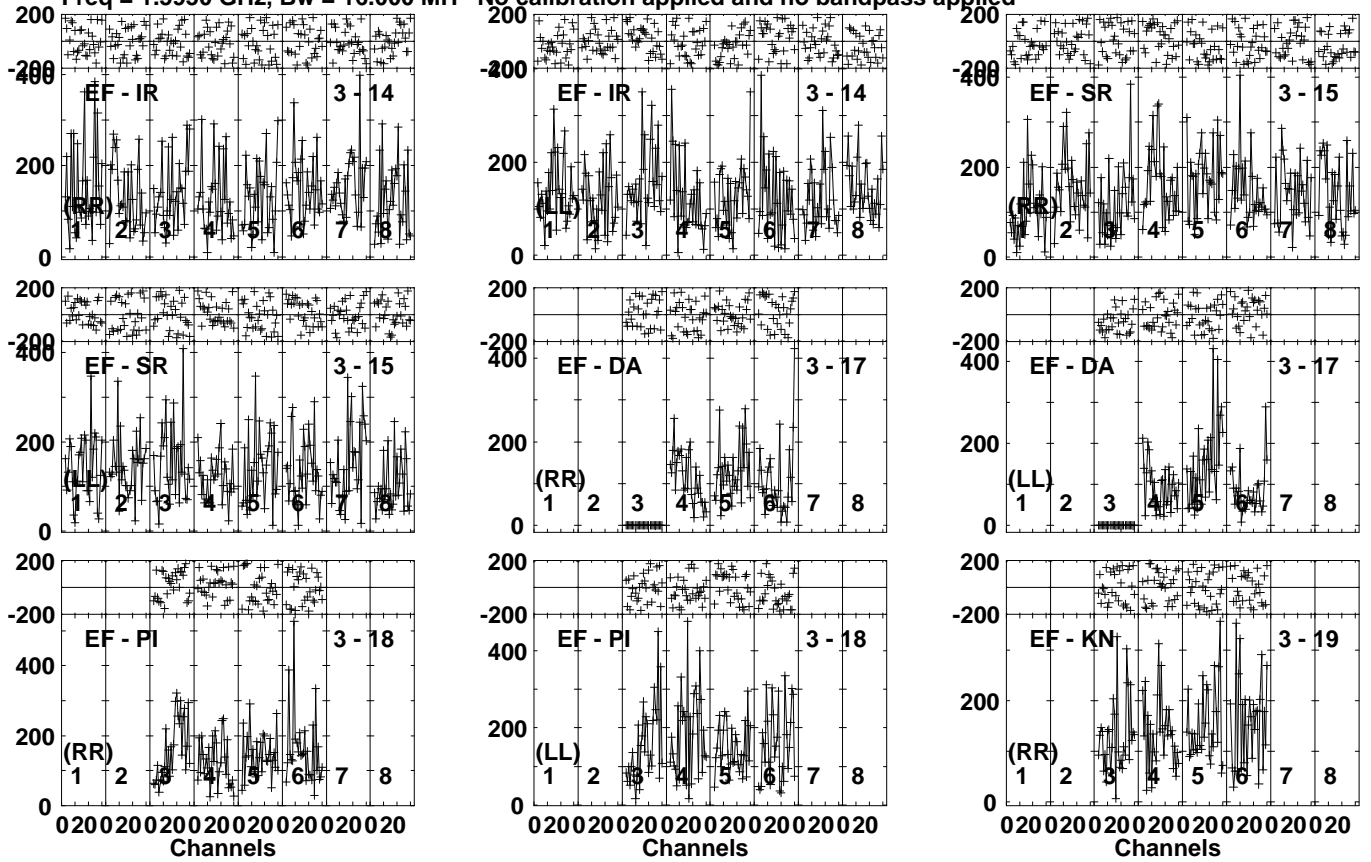 Freq = 1.5950 GHz, Bw = 16.000 MH No calibration applied and no bandpass applied
200 200 200
-200 -200 -200
400 400 400
EF - IR 3 - 14 EF - IR 3 - 14 EF - SR 3 - 15
200 200 200
(RR) (LL) (RR)
1 2 3 4 5 6 7 8 1 2 3 4 5 6 7 8 1 2 3 4 5 6 7 8
0 0 0
200 200 200
-200 -200 -200
400 400 400
EF - SR 3 - 15 EF - DA 3 - 17 EF - DA 3 - 17
200 200 200
(LL) (RR) (LL)
1 2 3 4 5 6 7 8 1 2 3 4 5 6 7 8 1 2 3 4 5 6 7 8
0 0 0
200 200 200
-200 -200 -200
EF - PI 3 - 18 EF - PI 3 - 18 EF - KN 3 - 19
400 400 400
200 200 200
(RR) (LL) (RR)
1 2 3 4 5 6 7 8 1 2 3 4 5 6 7 8 1 2 3 4 5 6 7 8
0 0 0
0 20 0 20 0 20 0 20 0 20 0 20 0 20 0 20 0 20 0 20 0 20 0 20 0 20 0 20 0 20 0 20 0 20 0 20 0 20 0 20 0 20 0 20 0 20 0 20
Channels Channels Channels